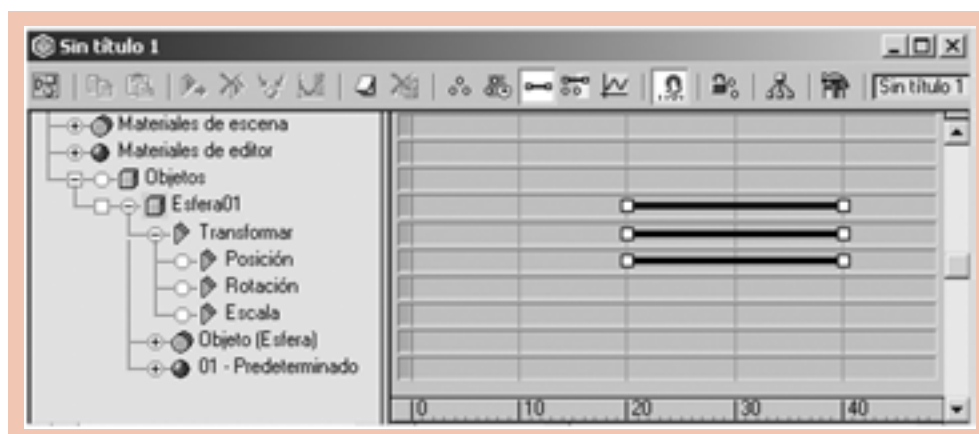 Sin título 1
Sin título 1
Materiales de escena
Materiales de editor
Objetos
Esfera01
Transformar
Posición
Rotación
Escala
Objeto (Esfera)
01 - Predeterminado
0 10 20 30 40